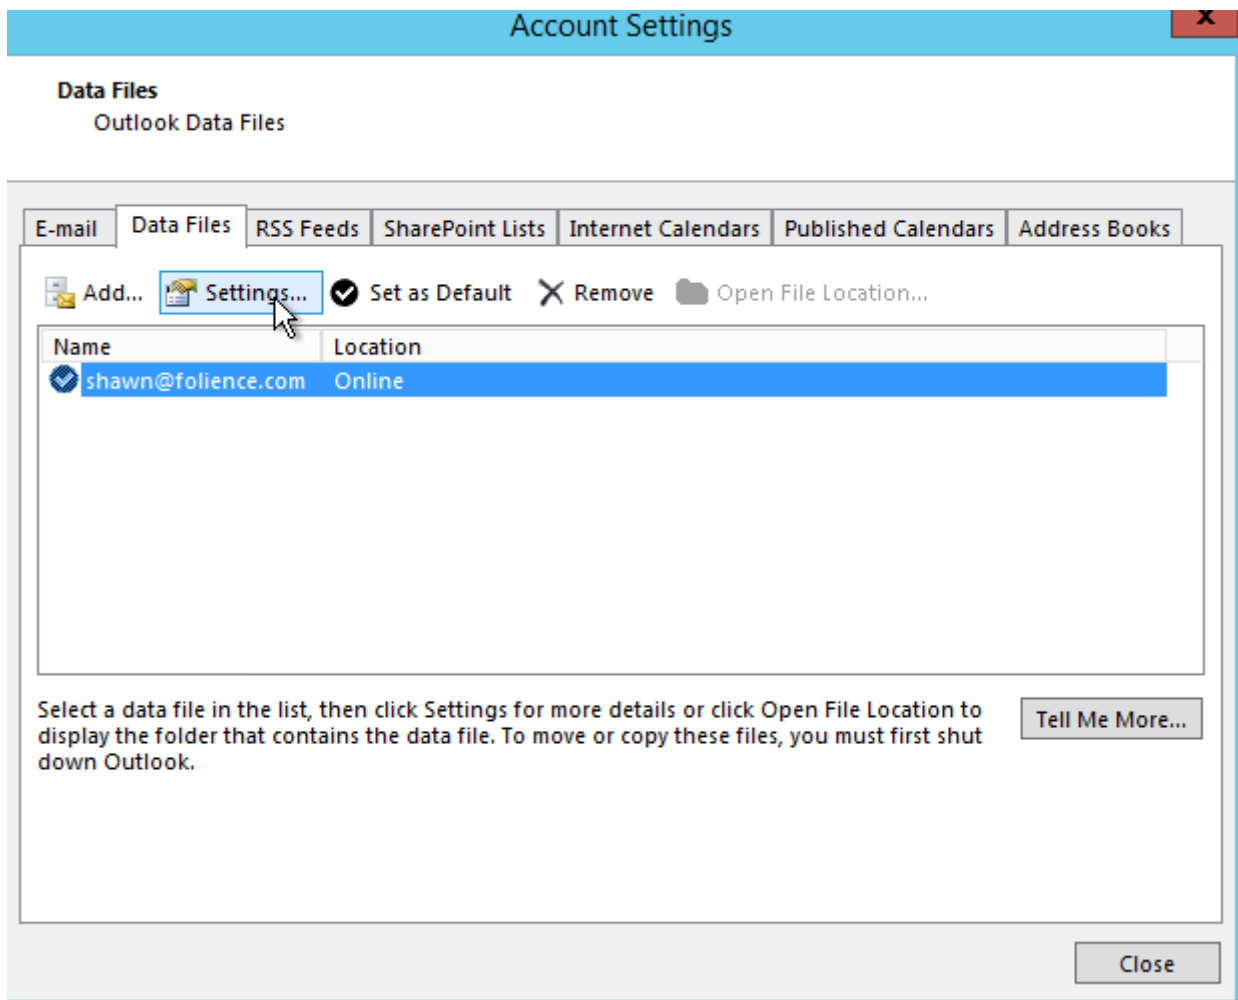 Account Settings
x
Data Files
Outlook Data Files
E-mail Data Files RSS Feeds SharePoint Lists Internet Calendars Published Calendars Address Books
Add... Settings... Set as Default Remove Open File Location...
Name Location
shawn@folience.com Online
Select a data file in the list, then click Settings for more details or click Open File Location to
display the folder that contains the data file. To move or copy these files, you must first shut
down Outlook.
Tell Me More...
Close